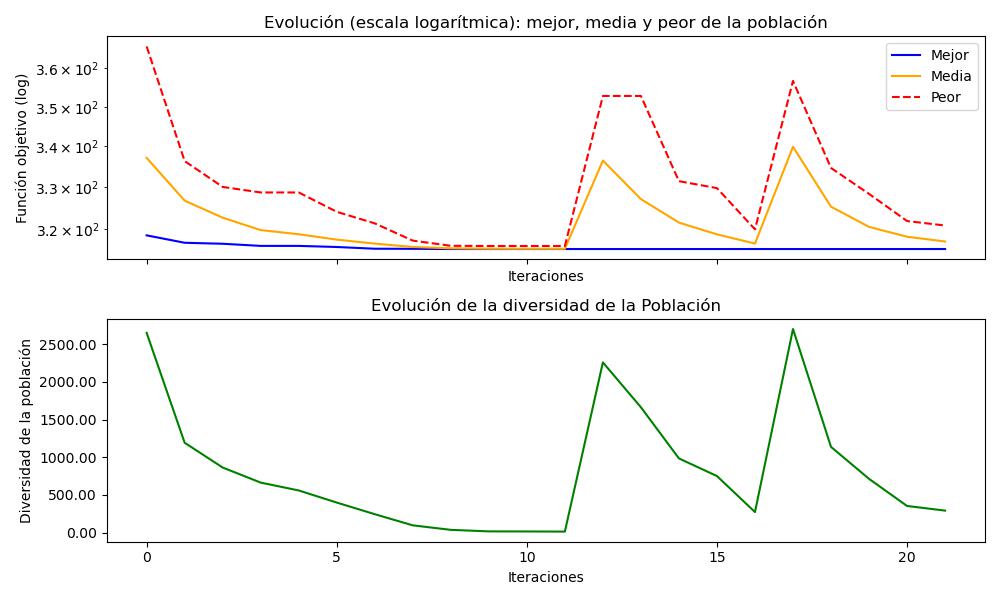 Evolución (escala logarítmica): mejor, media y peor de la población
Función objetivo (log)
3.6 × 10²
3.5 × 10²
3.4 × 10²
3.3 × 10²
3.2 × 10²
Mejor
Media
Peor
Iteraciones
Evolución de la diversidad de la Población
Diversidad de la población
2500.00
2000.00
1500.00
1000.00
500.00
0.00
0 5 10 15 20
Iteraciones